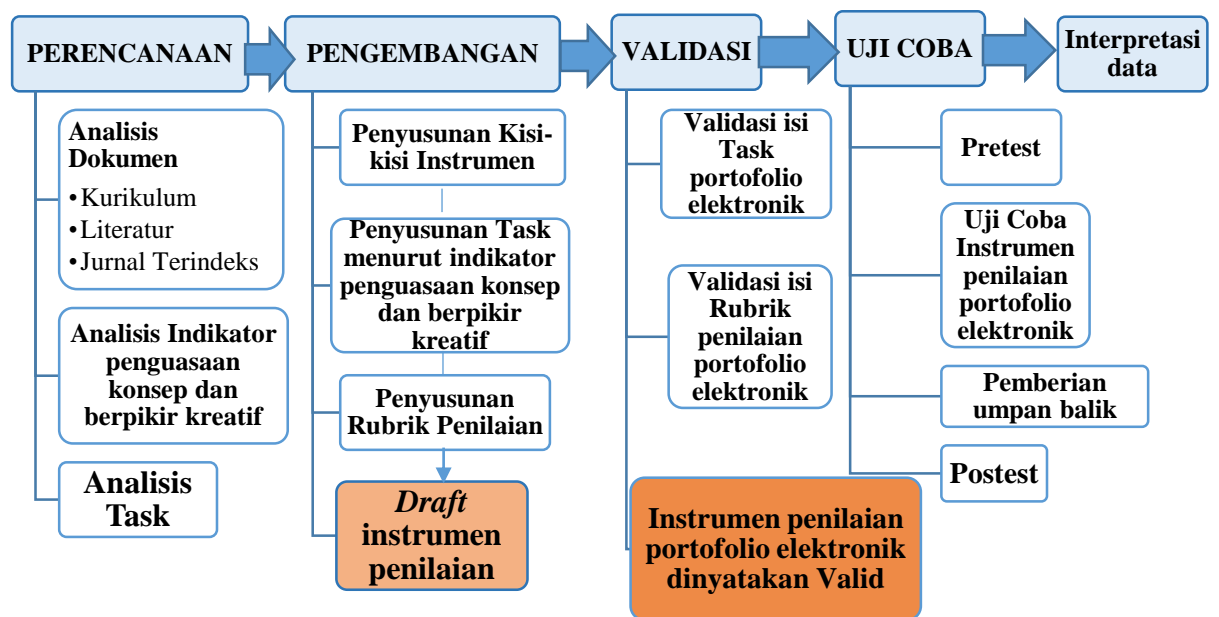 PERENCANAAN
Analisis
Dokumen
•Kurikulum
•Literatur
•Jurnal Terindeks
Analisis Indikator
penguasaan
konsep dan
berpikir kreatif
Analisis
Task
PENGEMBANGAN
Penyusunan Kisi-
kisi Instrumen
Penyusunan Task
menurut indikator
penguasaan konsep
dan berpikir
kreatif
Penyusunan
Rubrik Penilaian
Draft
instrumen
penilaian
VALIDASI
Validasi isi
Task
portofolio
elektronik
Validasi isi
Rubrik
penilaian
portofolio
elektronik
Instrumen penilaian
portofolio elektronik
dinyatakan Valid
UJI COBA
Pretest
Uji Coba
Instrumen
penilaian
portofolio
elektronik
Pemberian
umpan balik
Postest
Interpretasi
data